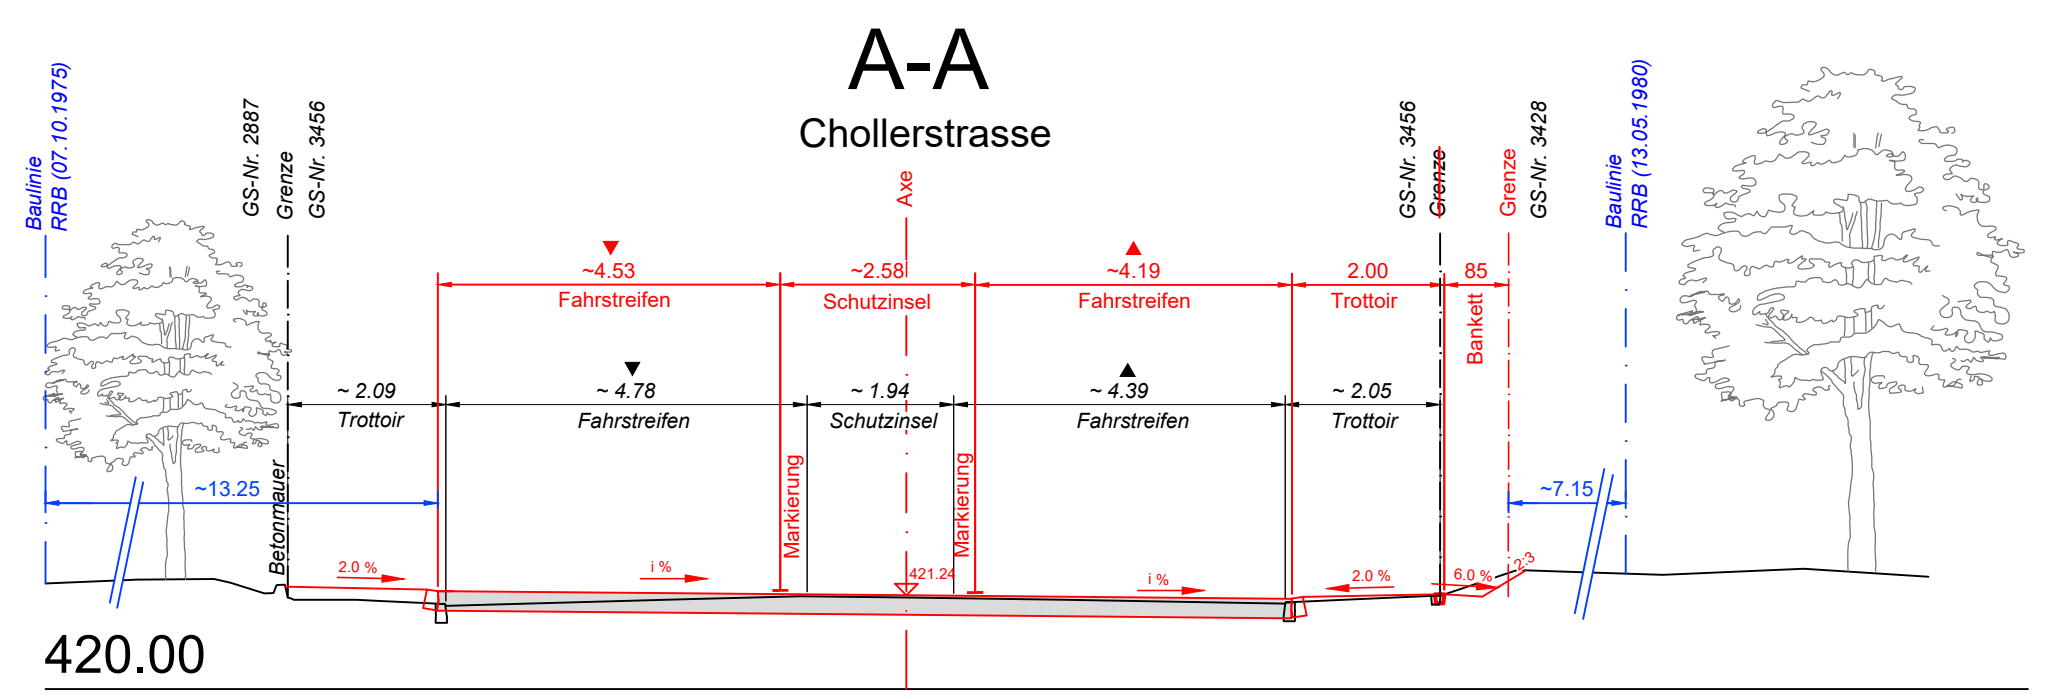 A-A
Chollerstrasse
Baulinie
RRB (07.10.1975)
GS-Nr. 2887
Grenze
GS-Nr. 3456
Axe
GS-Nr. 3456
Grenze
Grenze
GS-Nr. 3428
Baulinie
RRB (13.05.1980)
~4.53
Fahrstreifen
~2.58
Schutzinsel
~4.19
Fahrstreifen
2.00
Trottoir
85
Bankett
~ 2.09
Trottoir
~ 4.78
Fahrstreifen
~ 1.94
Schutzinsel
~ 4.39
Fahrstreifen
~ 2.05
Trottoir
~13.25
Betonmauer
Markierung
Markierung
~7.15
2.0 %
i %
421.24
i %
2.0 %
6.0 %
2:3
420.00